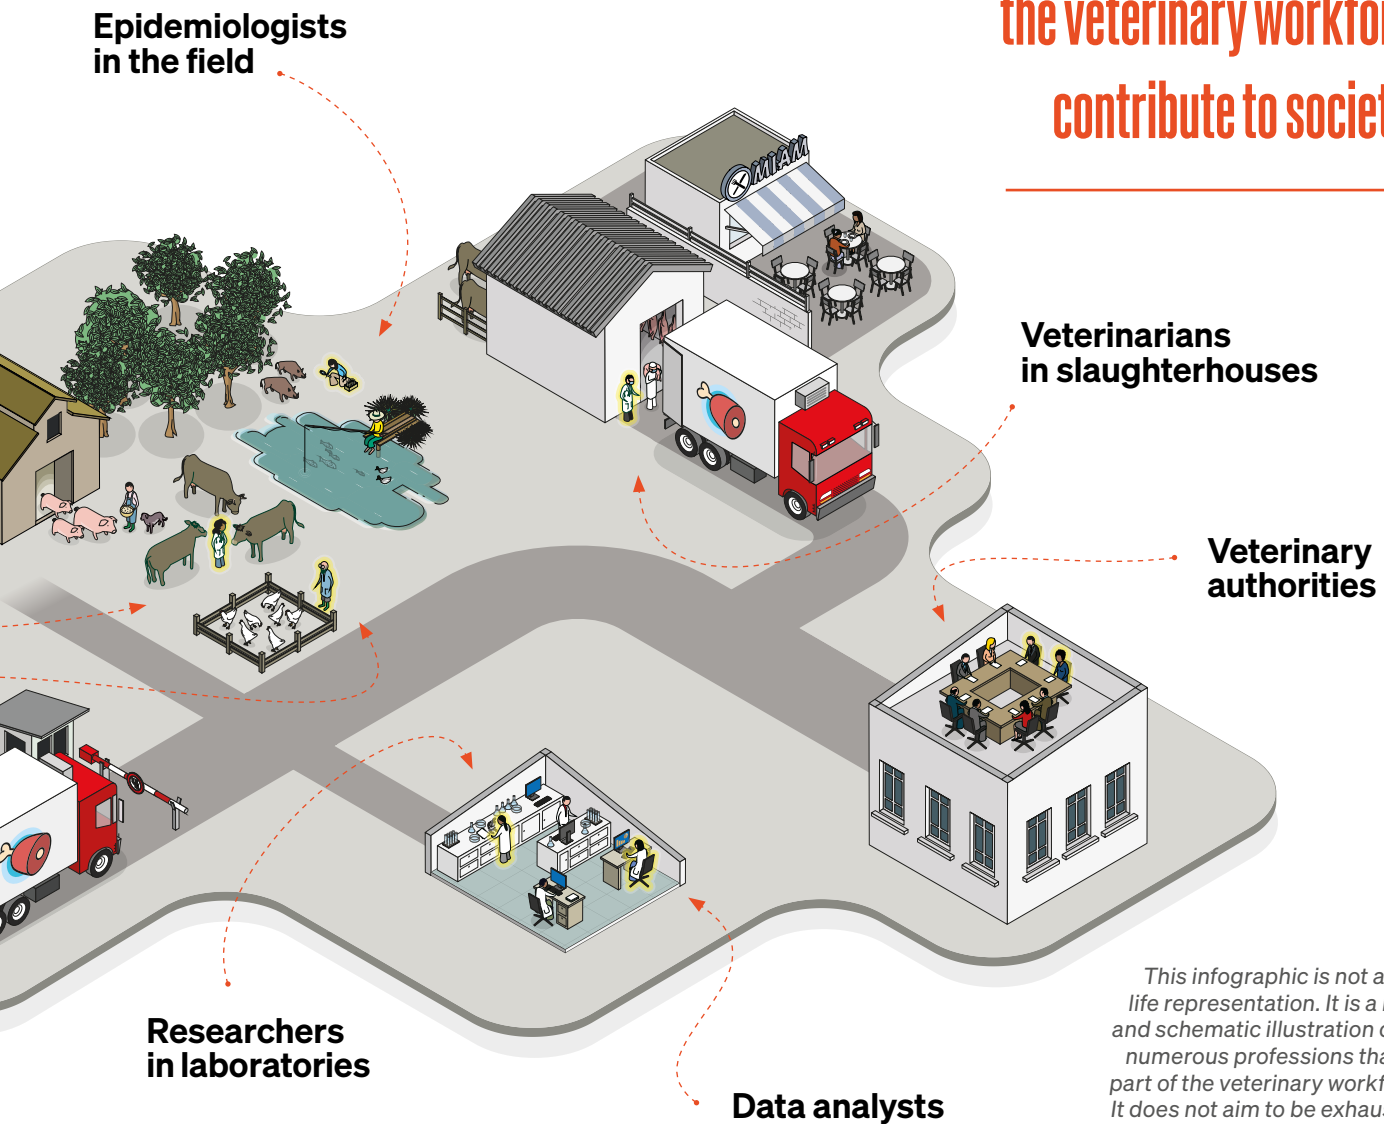 Epidemiologists
in the field
the veterinary workfor
contribute to societ
MIAM
Veterinarians
in slaughterhouses
Veterinary
authorities
Researchers
in laboratories
Data analysts
This infographic is not a
life representation. It is a
and schematic illustration o
numerous professions tha
part of the veterinary workf
It does not aim to be exhaus